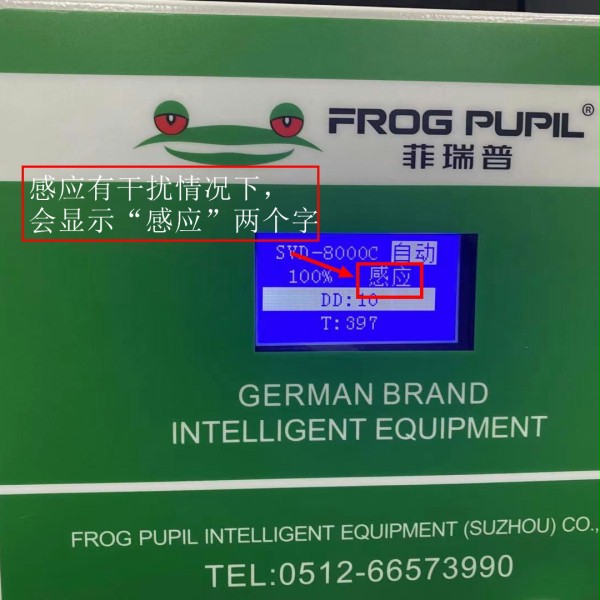 FROG PUPIL®
菲瑞普
感应有干扰情况下，
会显示“感应”两个字
SVD-8000C 自动
100% 感应
DD:10
T:397
GERMAN BRAND
INTELLIGENT EQUIPMENT
FROG PUPIL INTELLIGENT EQUIPMENT (SUZHOU) CO.,
TEL:0512-66573990